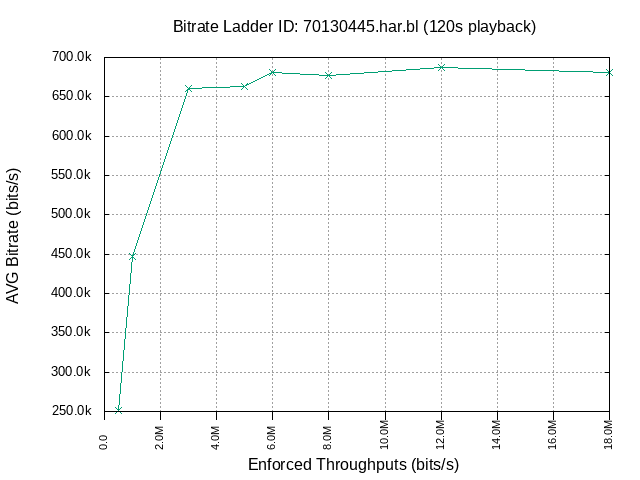 Bitrate Ladder ID: 70130445.har.bl (120s playback)
700.0k
650.0k
600.0k
550.0k
500.0k
450.0k
400.0k
350.0k
300.0k
250.0k
AVG Bitrate (bits/s)
0.0
2.0M
4.0M
6.0M
8.0M
10.0M
12.0M
14.0M
16.0M
18.0M
Enforced Throughputs (bits/s)